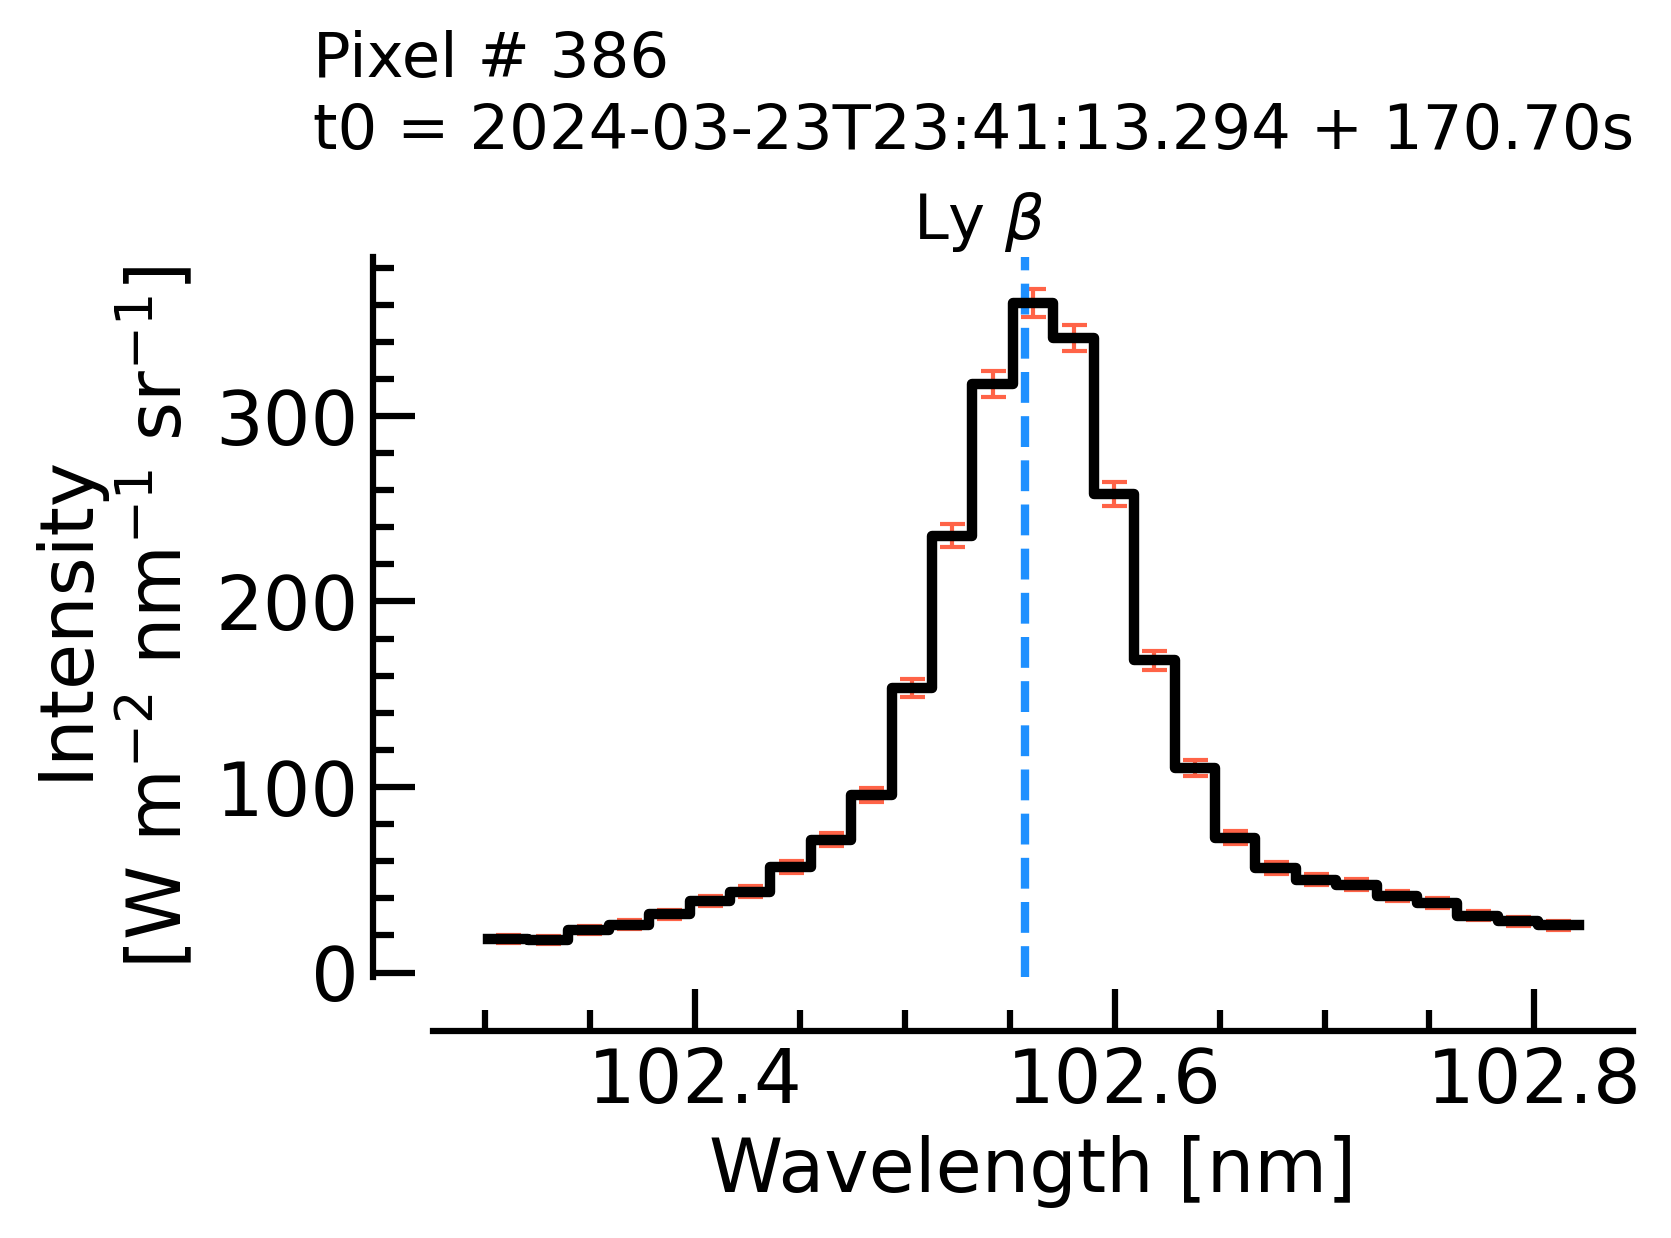 Pixel # 386
t0 = 2024-03-23T23:41:13.294 + 170.70s
Ly β
Intensity
[W m⁻² nm⁻¹ sr⁻¹]
300
200
100
0
102.4 102.6 102.8
Wavelength [nm]